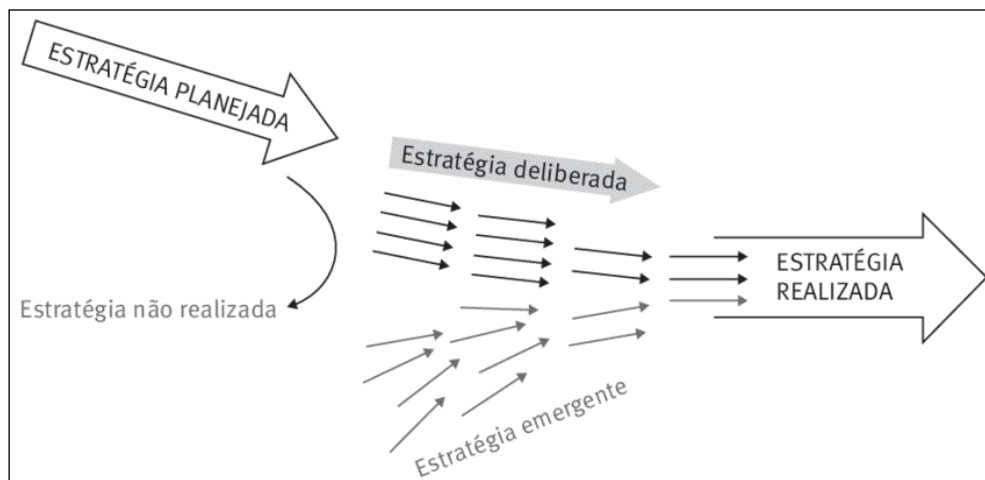 ESTRATÉGIA PLANEJADA
Estratégia deliberada
Estratégia não realizada
ESTRATÉGIA
REALIZADA
Estratégia emergente